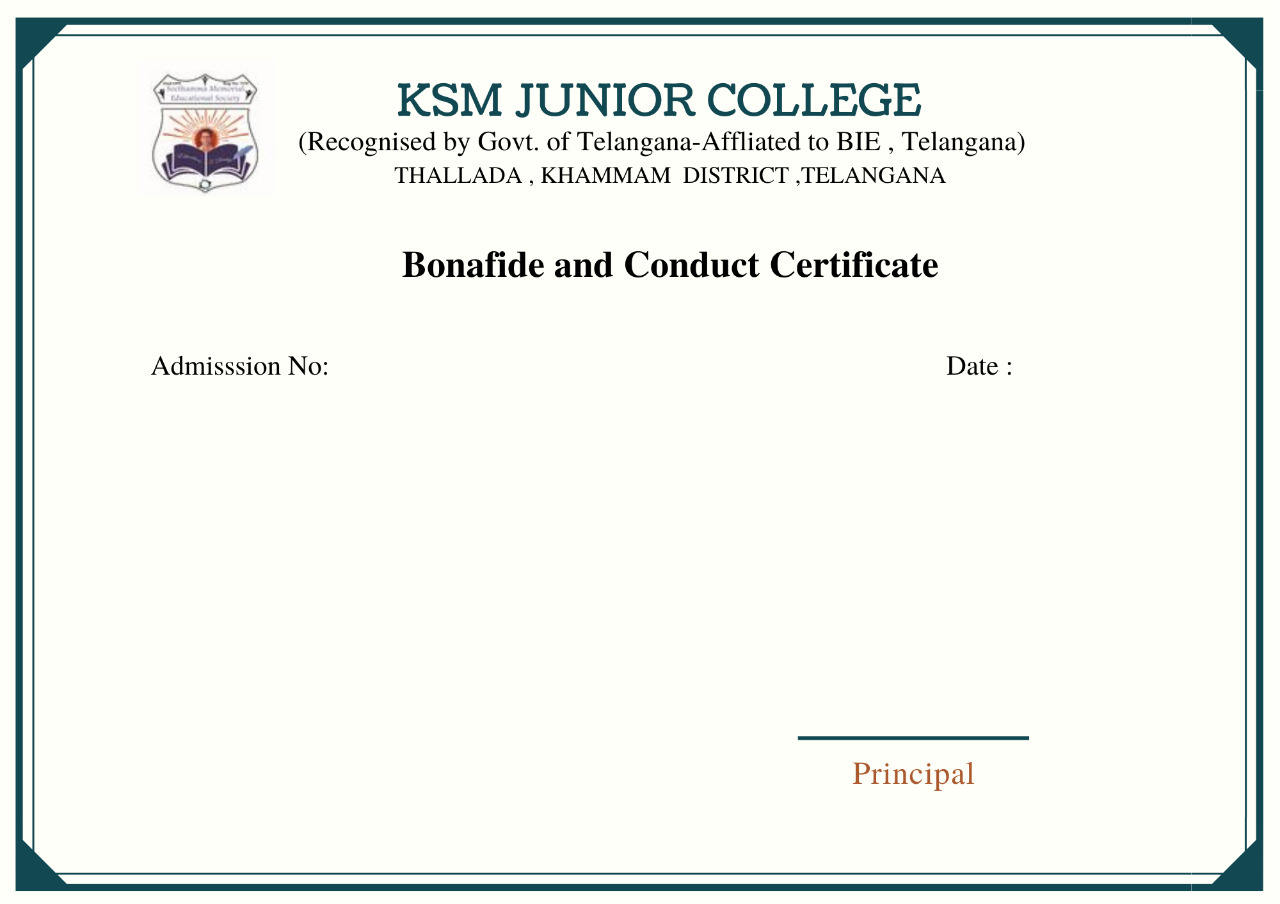 Seethamma Memorial
Educational Society
KSM JUNIOR COLLEGE
(Recognised by Govt. of Telangana-Affliated to BIE , Telangana)
THALLADA , KHAMMAM DISTRICT ,TELANGANA
Bonafide and Conduct Certificate
Admisssion No:
Date :
Principal